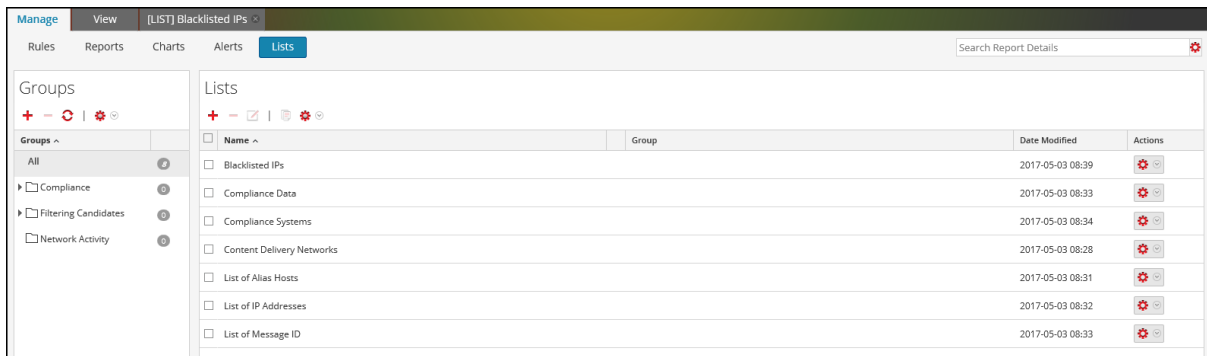 Manage View [LIST] Blacklisted IPs
Rules Reports Charts Alerts Lists Search Report Details
Groups
Lists
Groups
Name Group Date Modified Actions
All
Compliance 0
Filtering Candidates 0
Network Activity 0
Blacklisted IPs 2017-05-03 08:39
Compliance Data 2017-05-03 08:33
Compliance Systems 2017-05-03 08:34
Content Delivery Networks 2017-05-03 08:28
List of Alias Hosts 2017-05-03 08:31
List of IP Addresses 2017-05-03 08:32
List of Message ID 2017-05-03 08:33